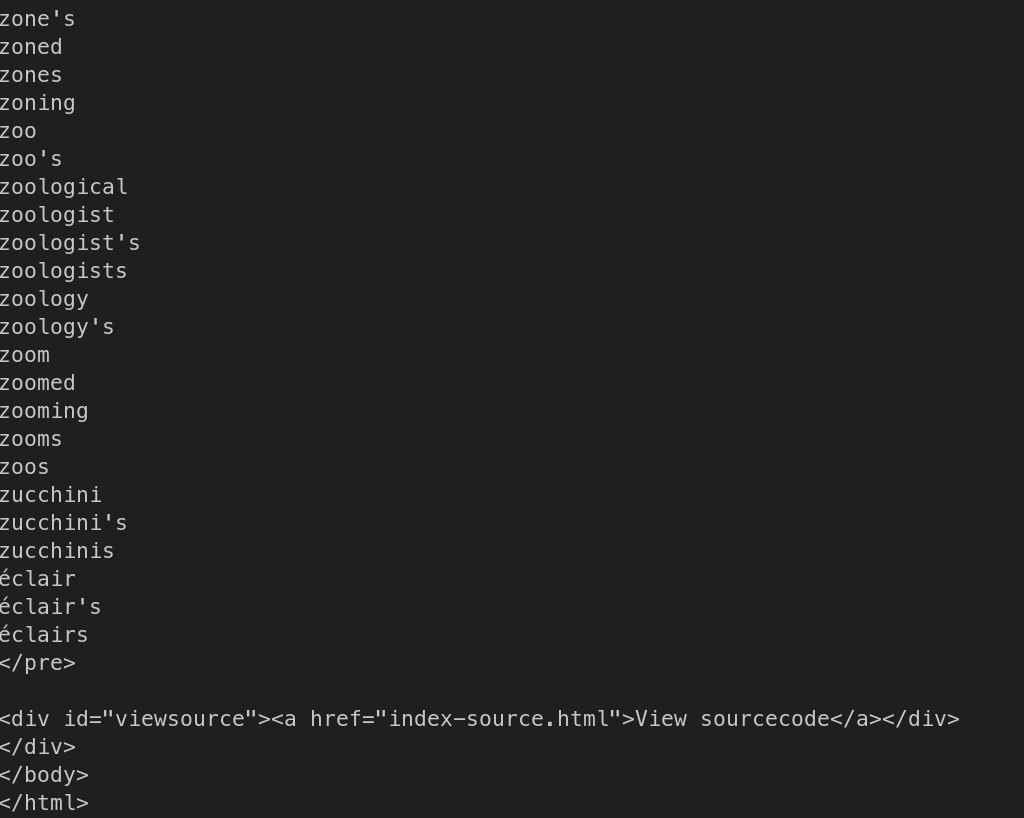 zone's
zoned
zones
zoning
zoo
zoo's
zoological
zoologist
zoologist's
zoologists
zoology
zoology's
zoom
zoomed
zooming
zooms
zoos
zucchini
zucchini's
zucchinis
éclair
éclair's
éclairs
</pre>

<div id="viewsource"><a href="index-source.html">View sourcecode</a></div>
</div>
</body>
</html>